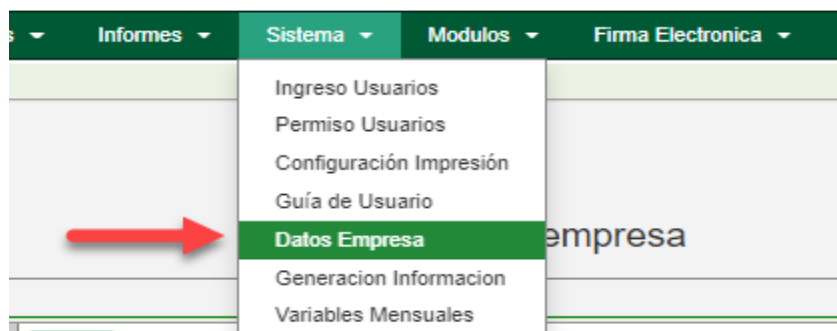 s Informes Sistema Modulos Firma Electronica
Ingreso Usuarios
Permiso Usuarios
Configuración Impresión
Guía de Usuario
Datos Empresa empresa
Generacion Informacion
Variables Mensuales